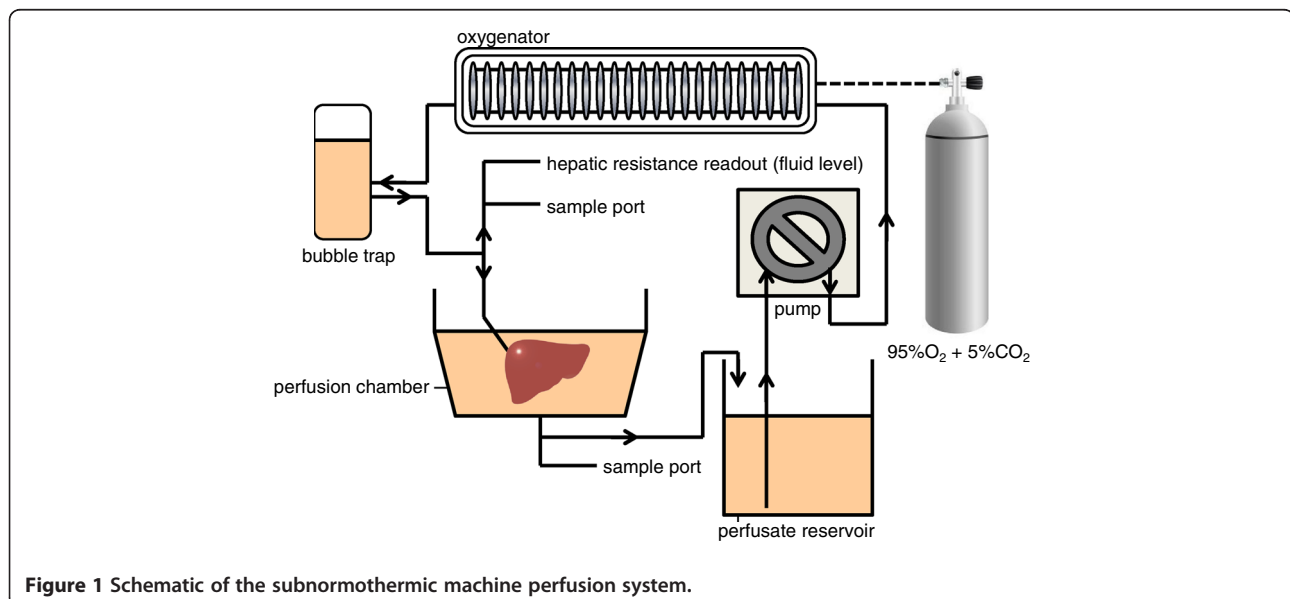 oxygenator
hepatic resistance readout (fluid level)
sample port
bubble trap
pump
95%O₂ + 5%CO₂
perfusion chamber
sample port
perfusate reservoir
Figure 1 Schematic of the subnormothermic machine perfusion system.